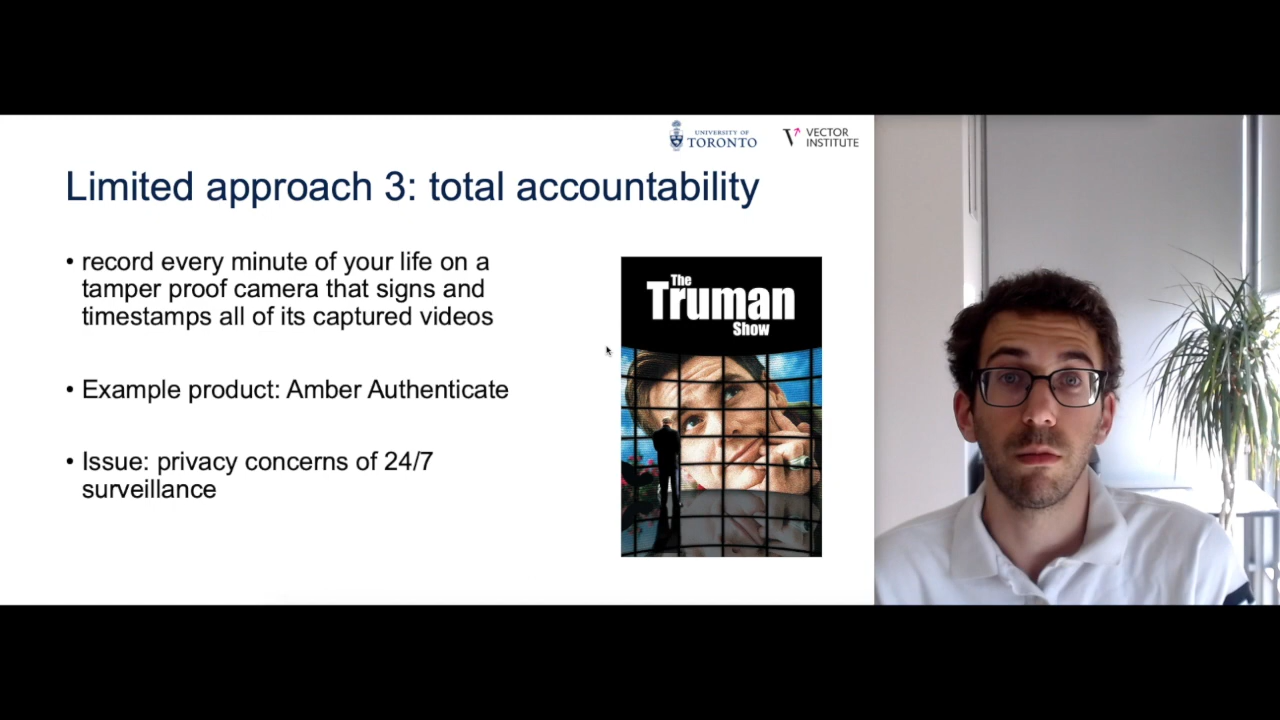 UNIVERSITY OF
TORONTO
VECTOR
INSTITUTE
Limited approach 3: total accountability
• record every minute of your life on a
tamper proof camera that signs and
timestamps all of its captured videos
• Example product: Amber Authenticate
• Issue: privacy concerns of 24/7
surveillance
The
Truman
Show